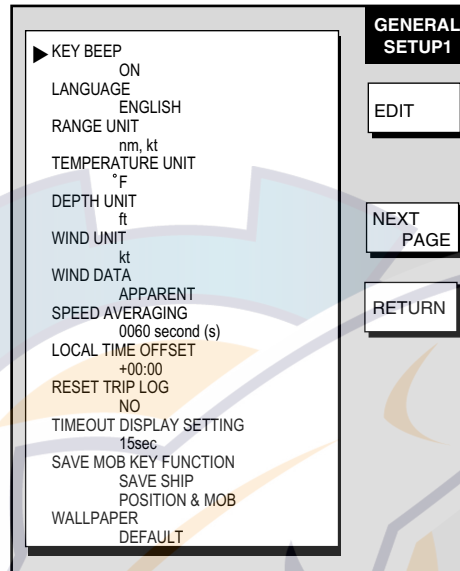 KEY BEEP
ON
LANGUAGE
ENGLISH
RANGE UNIT
nm, kt
TEMPERATURE UNIT
°F
DEPTH UNIT
ft
WIND UNIT
kt
WIND DATA
APPARENT
SPEED AVERAGING
0060 second (s)
LOCAL TIME OFFSET
+00:00
RESET TRIP LOG
NO
TIMEOUT DISPLAY SETTING
15sec
SAVE MOB KEY FUNCTION
SAVE SHIP
POSITION & MOB
WALLPAPER
DEFAULT
GENERAL
SETUP1
EDIT
NEXT
PAGE
RETURN